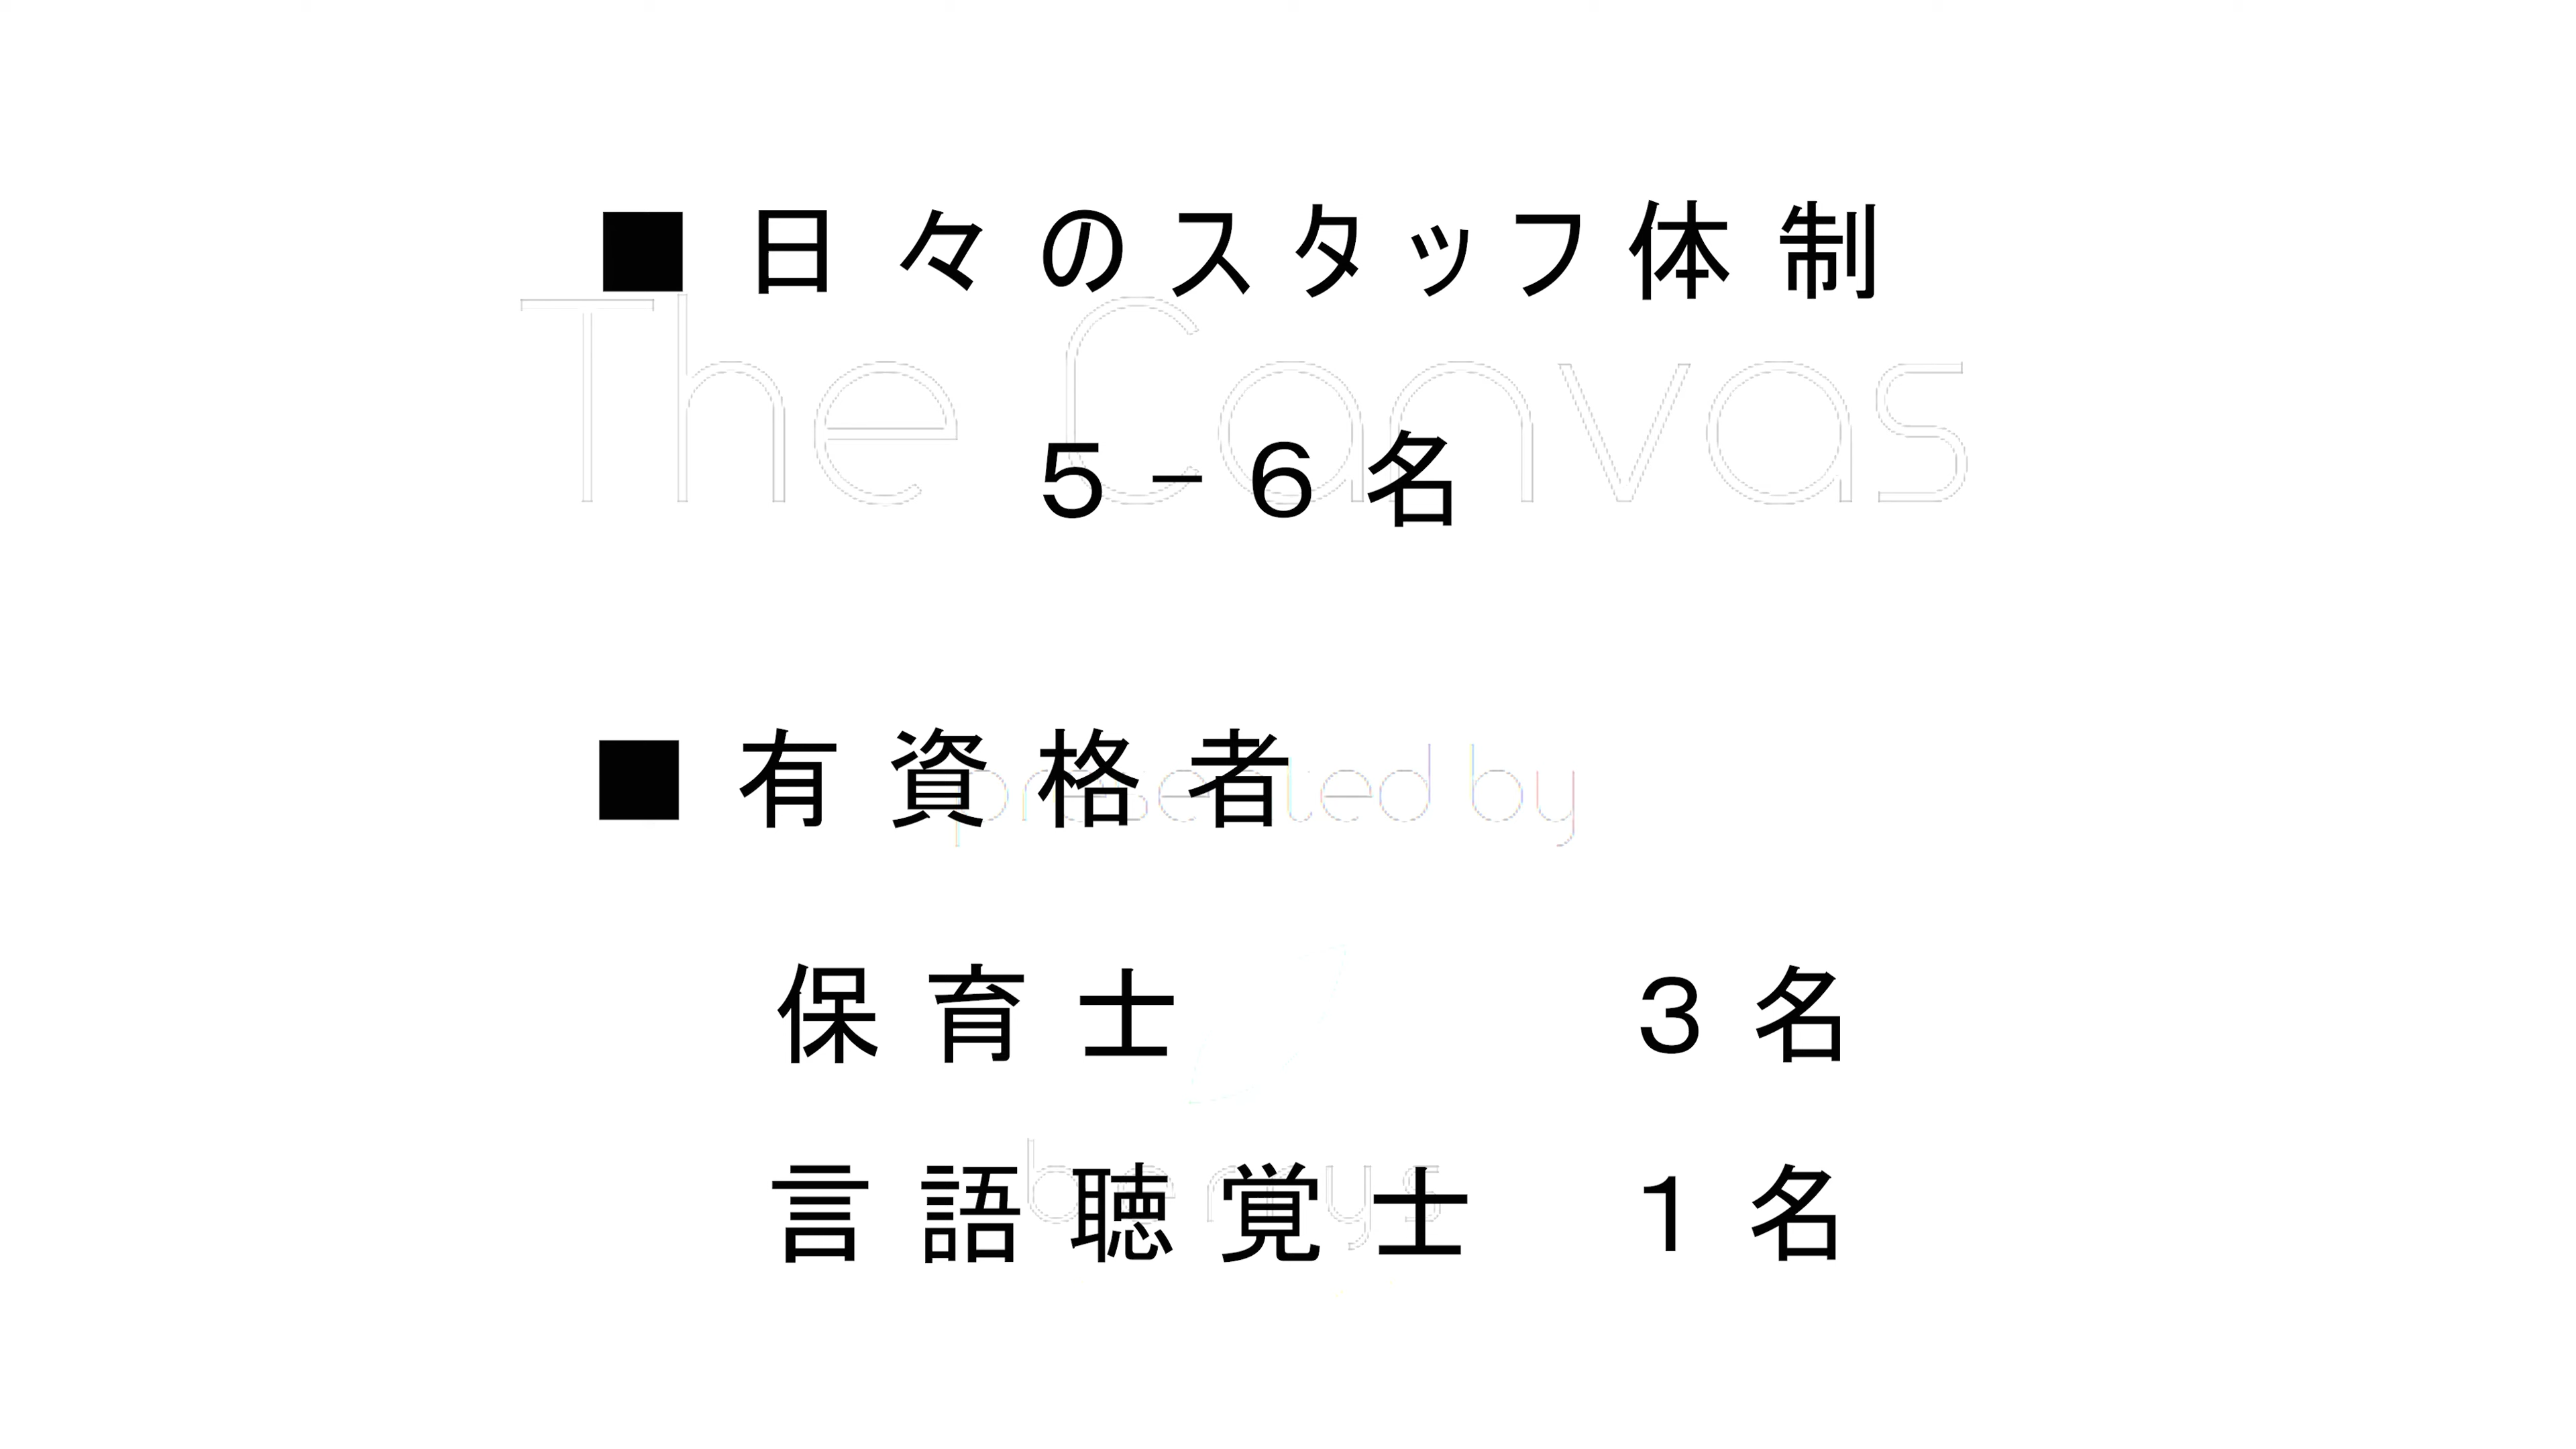 ■日々のスタッフ体制
The Canvas
5-6名
■有資格者
presented by
保育士 3名
言語聴覚士 1名